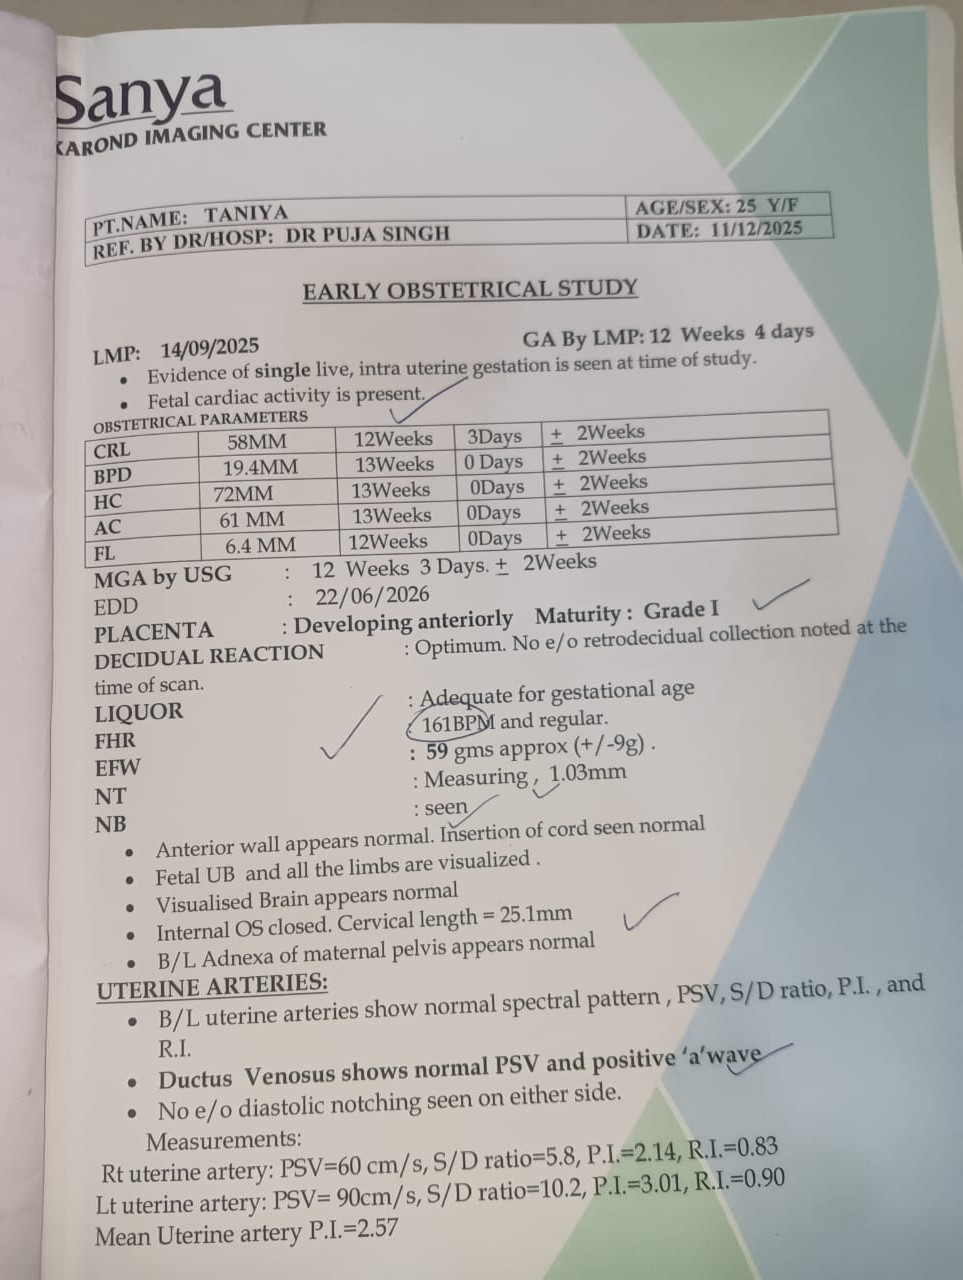 Sanya
KAROND IMAGING CENTER
PT.NAME: TANIYA AGE/SEX: 25 Y/F
REF. BY DR/HOSP: DR PUJA SINGH DATE: 11/12/2025
EARLY OBSTETRICAL STUDY
LMP: 14/09/2025 GA By LMP: 12 Weeks 4 days
• Evidence of single live, intra uterine gestation is seen at time of study.
• Fetal cardiac activity is present.
OBSTETRICAL PARAMETERS
CRL 58MM 12Weeks 3Days ± 2Weeks
BPD 19.4MM 13Weeks 0 Days ± 2Weeks
HC 72MM 13Weeks 0Days ± 2Weeks
AC 61 MM 13Weeks 0Days ± 2Weeks
FL 6.4 MM 12Weeks 0Days ± 2Weeks
MGA by USG : 12 Weeks 3 Days. ± 2Weeks
EDD : 22/06/2026
PLACENTA : Developing anteriorly Maturity : Grade I
DECIDUAL REACTION : Optimum. No e/o retrodecidual collection noted at the
time of scan.
LIQUOR : Adequate for gestational age
FHR : 161BPM and regular.
EFW : 59 gms approx (+/-9g) .
NT : Measuring , 1.03mm
NB : seen
• Anterior wall appears normal. Insertion of cord seen normal
• Fetal UB and all the limbs are visualized .
• Visualised Brain appears normal
• Internal OS closed. Cervical length = 25.1mm
• B/L Adnexa of maternal pelvis appears normal
UTERINE ARTERIES:
• B/L uterine arteries show normal spectral pattern , PSV, S/D ratio, P.I. , and
R.I.
• Ductus Venosus shows normal PSV and positive 'a'wave
• No e/o diastolic notching seen on either side.
Measurements:
Rt uterine artery: PSV=60 cm/s, S/D ratio=5.8, P.I.=2.14, R.I.=0.83
Lt uterine artery: PSV= 90cm/s, S/D ratio=10.2, P.I.=3.01, R.I.=0.90
Mean Uterine artery P.I.=2.57